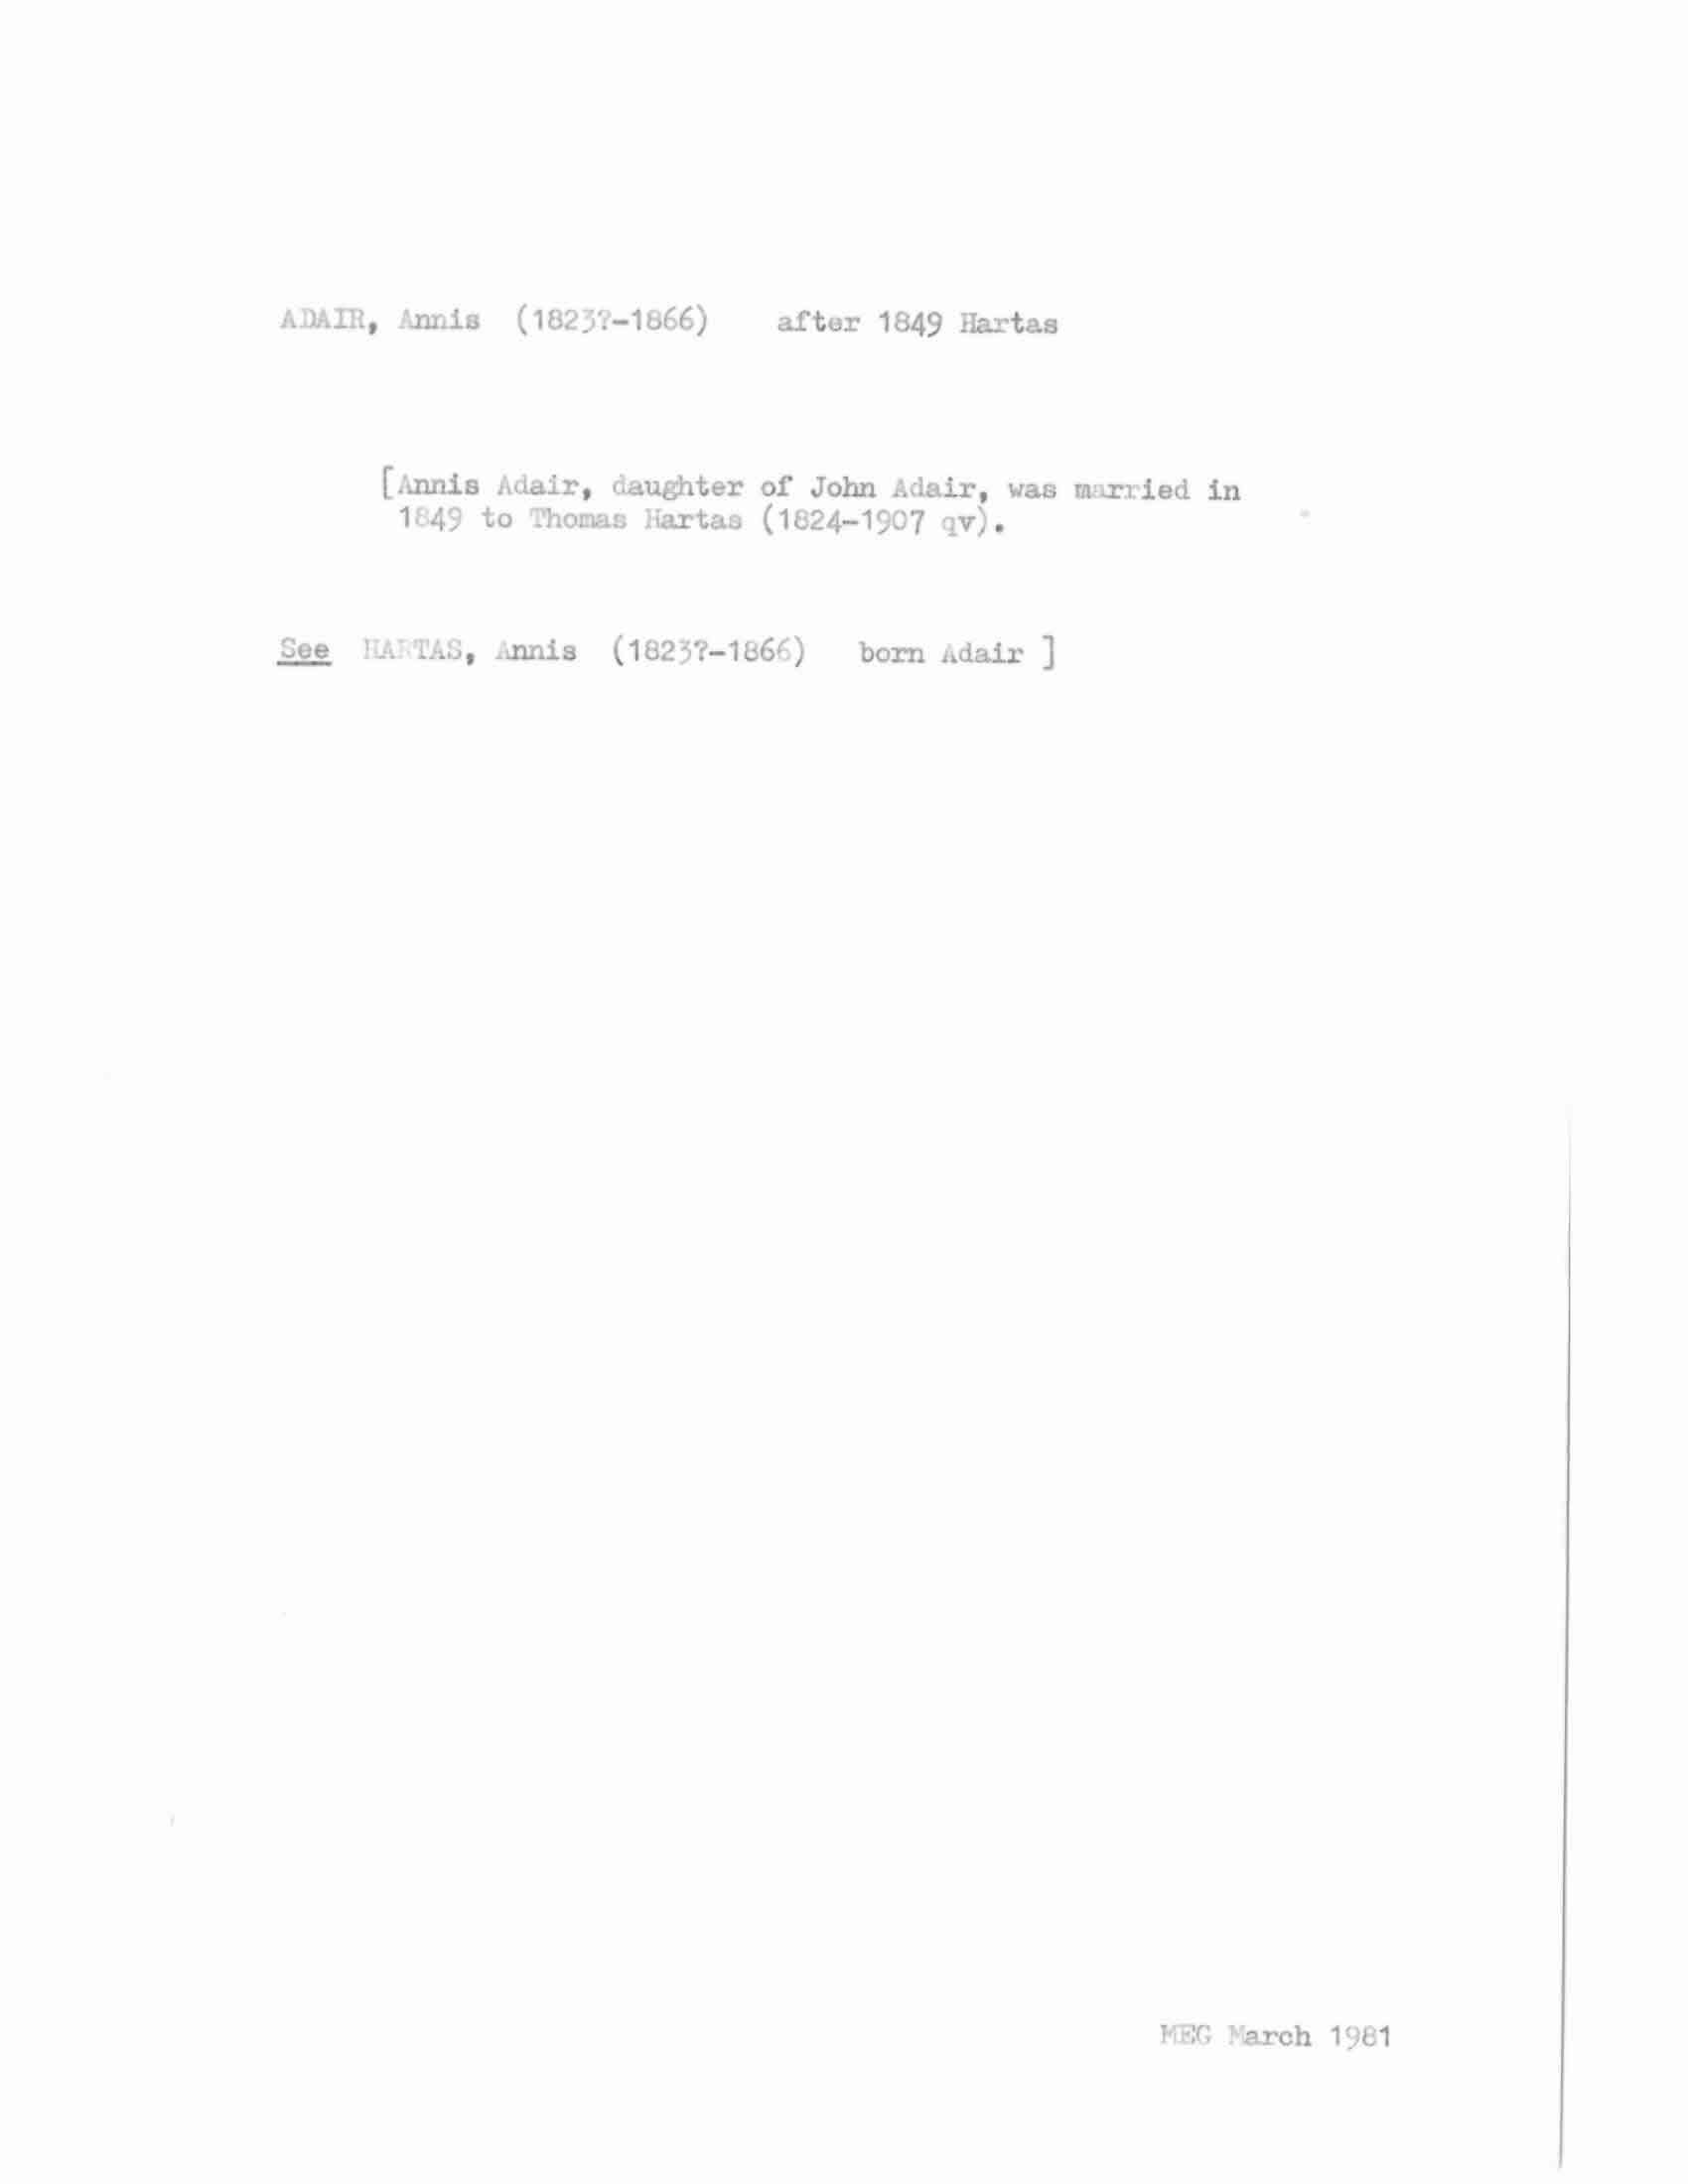 ADAIR, Annis (1823?-1866) after 1849 Hartas
[Annis Adair, daughter of John Adair, was married in
1849 to Thomas Hartas (1824-1907 qv).
See HARTAS, Annis (1823?-1866) born Adair ]
MEG March 1981